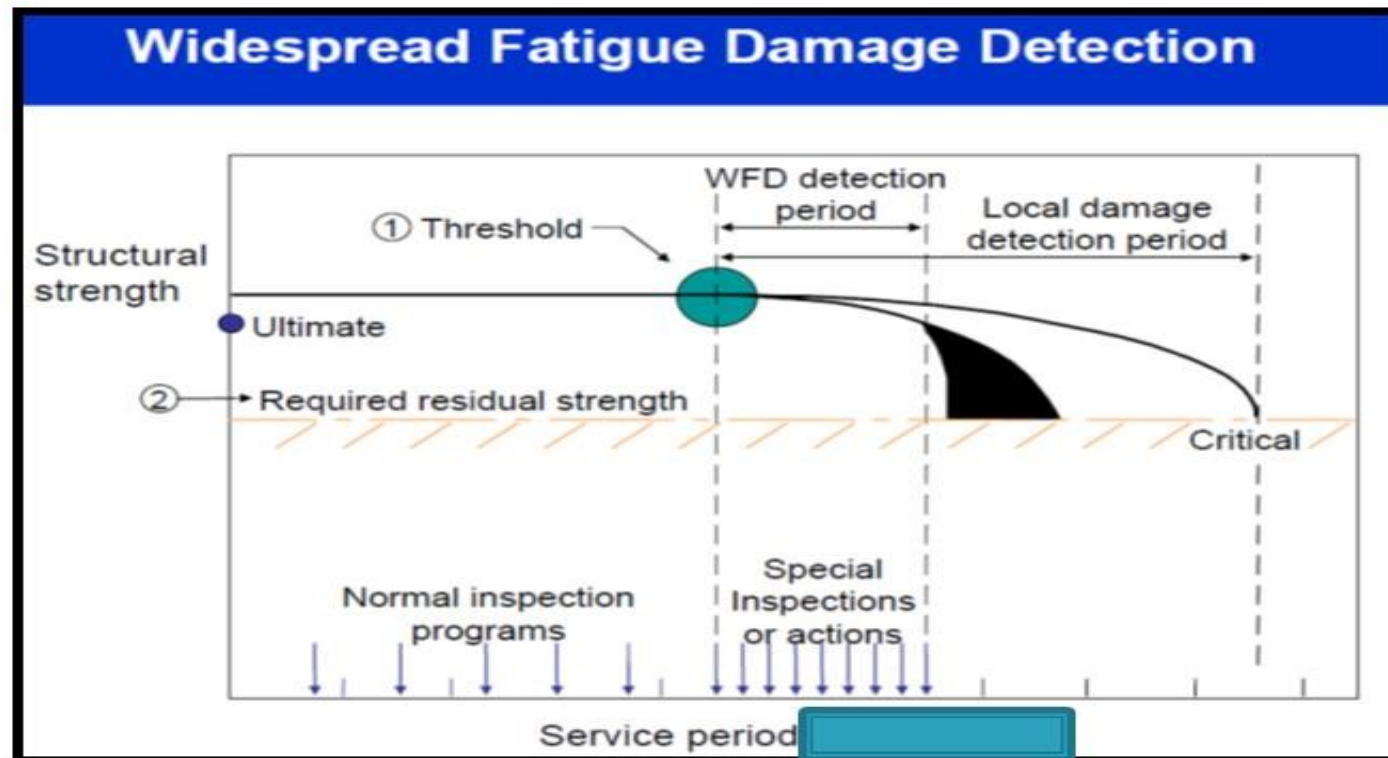 Widespread Fatigue Damage Detection
WFD detection
period
Local damage
detection period
① Threshold
Structural
strength
Ultimate
② Required residual strength
Critical
Normal inspection
programs
Special
Inspections
or actions
Service period